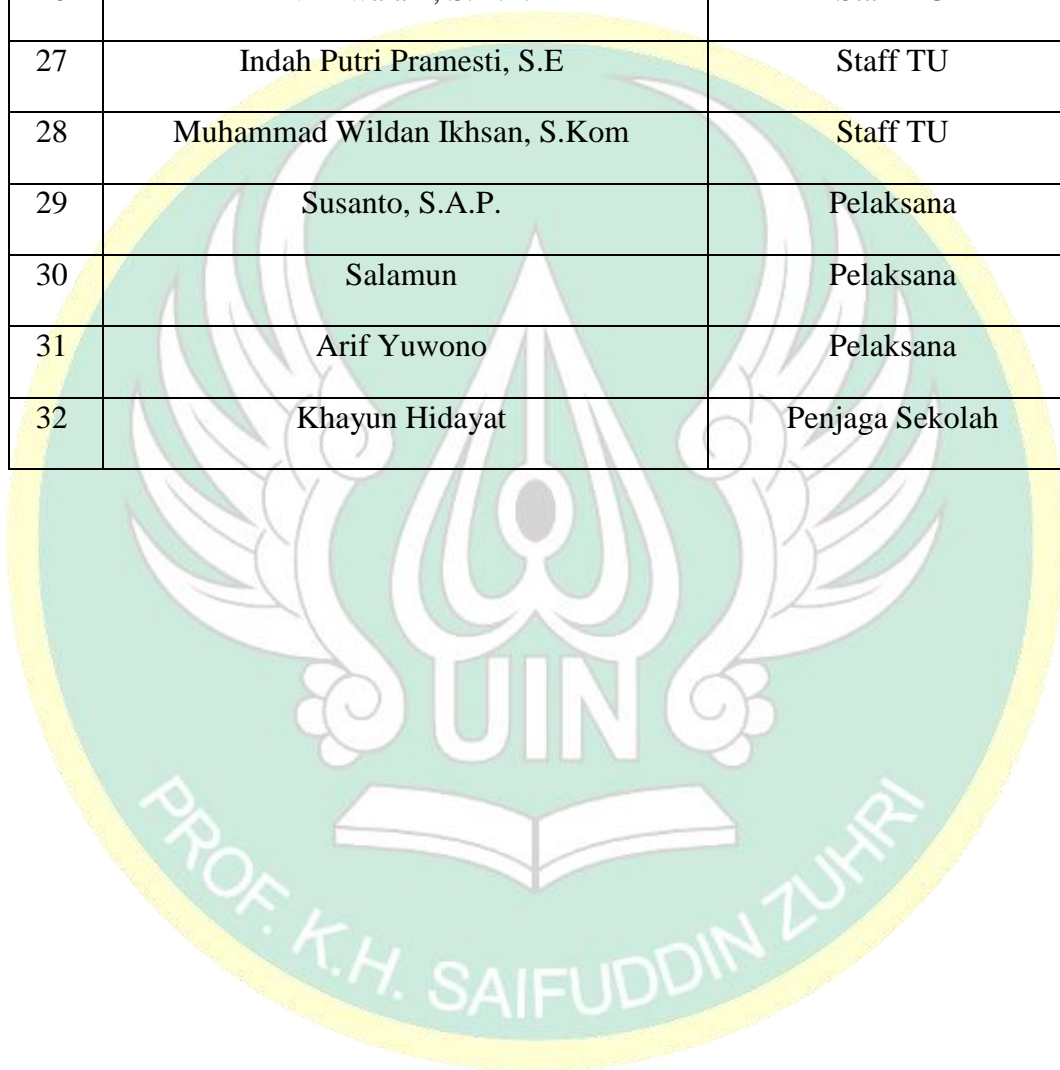 27 Indah Putri Pramesti, S.E Staff TU
28 Muhammad Wildan Ikhsan, S.Kom Staff TU
29 Susanto, S.A.P. Pelaksana
30 Salamun Pelaksana
31 Arif Yuwono Pelaksana
32 Khayun Hidayat Penjaga Sekolah
UIN
PROF. K.H. SAIFUDDIN ZUHRI